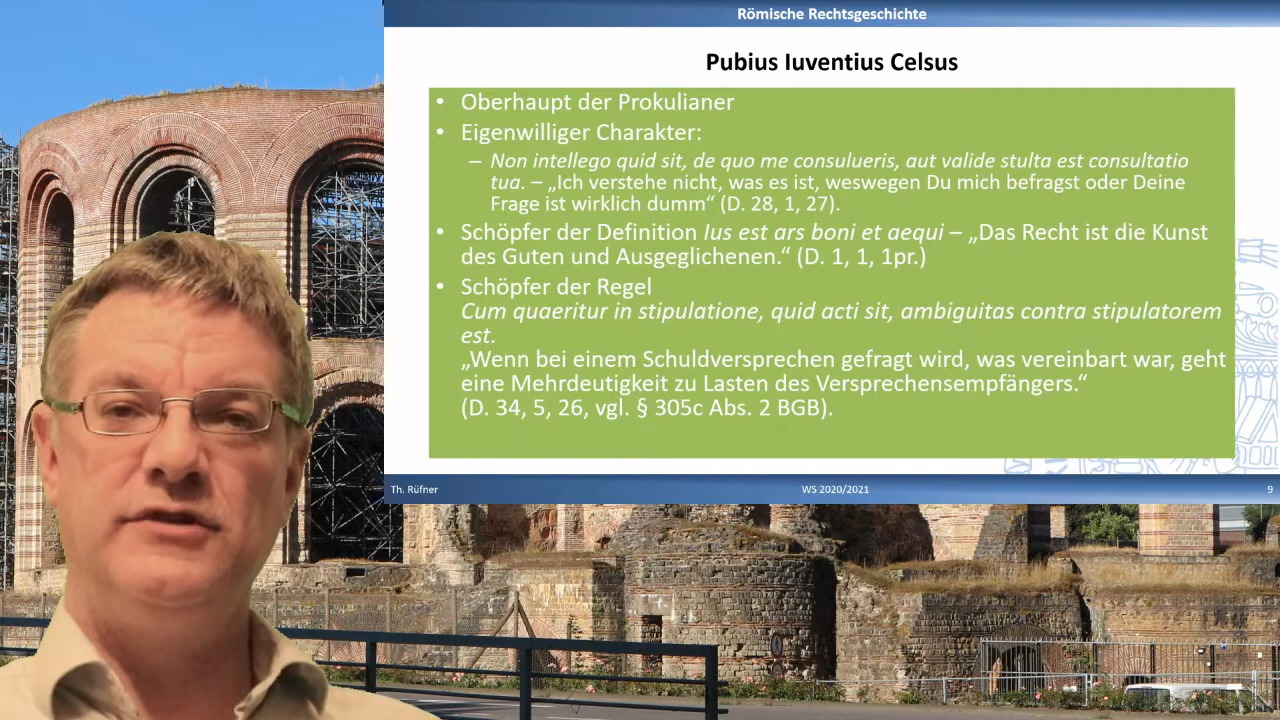 Römische Rechtsgeschichte
Pubius Iuventius Celsus
• Oberhaupt der Prokulianer
• Eigenwilliger Charakter:
– Non intellego quid sit, de quo me consulueris, aut valide stulta est consultatio
tua. – „Ich verstehe nicht, was es ist, weswegen Du mich befragst oder Deine
Frage ist wirklich dumm“ (D. 28, 1, 27).
• Schöpfer der Definition Ius est ars boni et aequi – „Das Recht ist die Kunst
des Guten und Ausgeglichenen.“ (D. 1, 1, 1pr.)
• Schöpfer der Regel
Cum quaeritur in stipulatione, quid acti sit, ambiguitas contra stipulatorem
est.
„Wenn bei einem Schuldversprechen gefragt wird, was vereinbart war, geht
eine Mehrdeutigkeit zu Lasten des Versprechensempfängers.“
(D. 34, 5, 26, vgl. § 305c Abs. 2 BGB).
Th. Rüfner WS 2020/2021 9